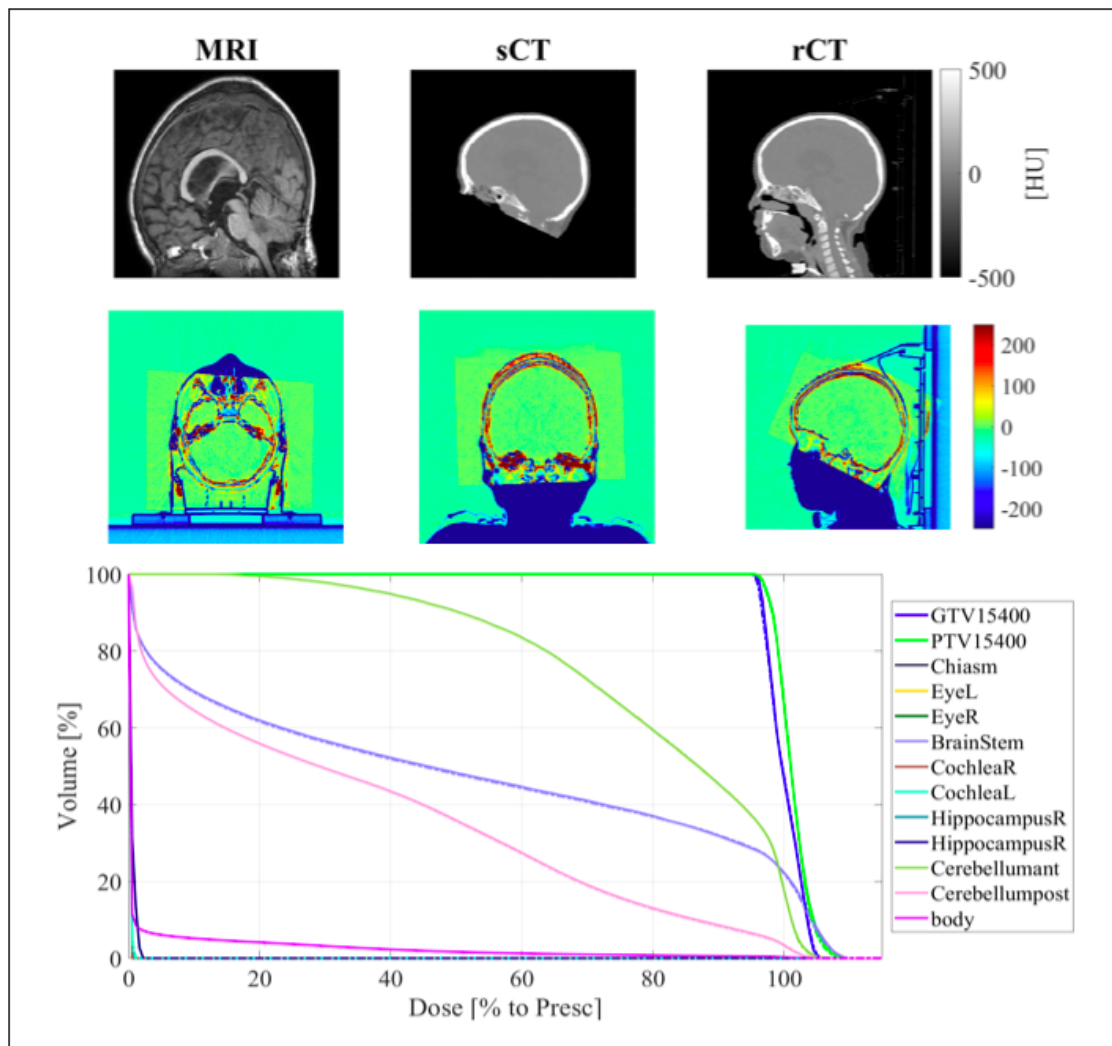 MRI
sCT
rCT
500
0
-500
[HU]
200
100
0
-100
-200
100
80
60
40
20
0
Volume [%]
0
20
40
60
80
100
Dose [% to Presc]
GTV15400
PTV15400
Chiasm
EyeL
EyeR
BrainStem
CochleaR
CochleaL
HippocampusR
HippocampusR
Cerebellumant
Cerebellumpost
body